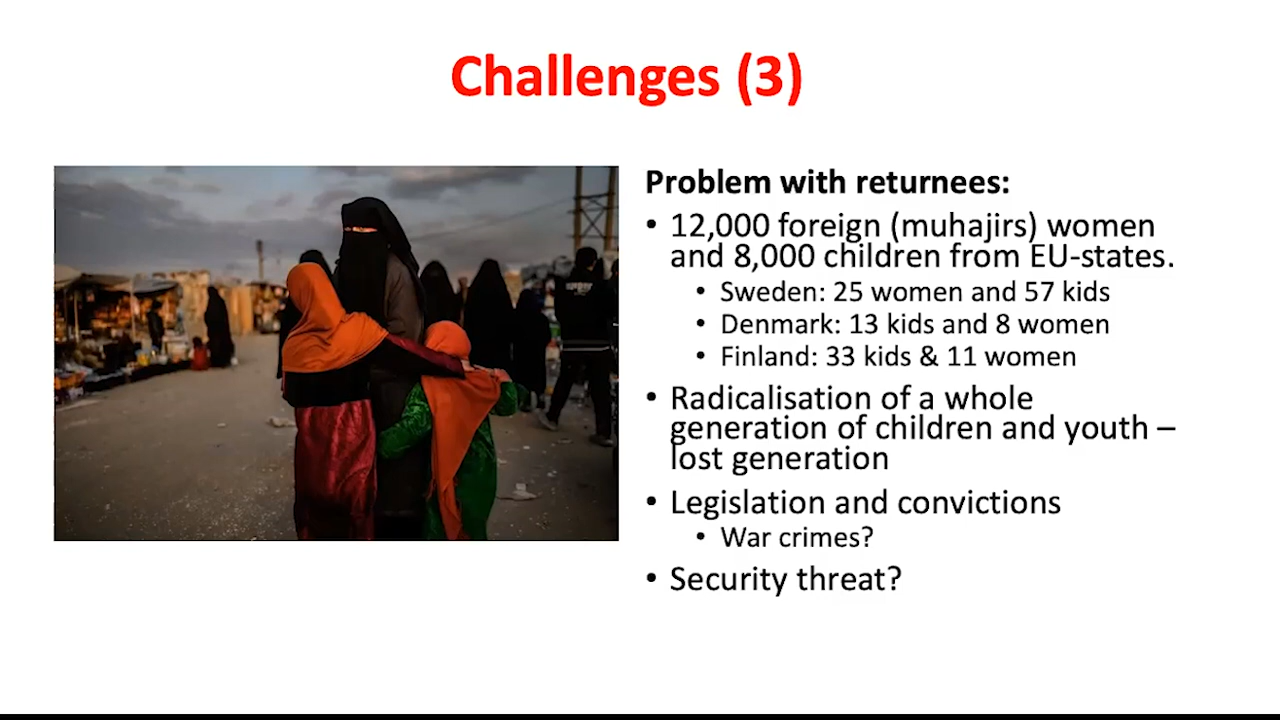 Challenges (3)
Problem with returnees:
• 12,000 foreign (muhajirs) women
and 8,000 children from EU-states.
• Sweden: 25 women and 57 kids
• Denmark: 13 kids and 8 women
• Finland: 33 kids & 11 women
• Radicalisation of a whole
generation of children and youth –
lost generation
• Legislation and convictions
• War crimes?
• Security threat?